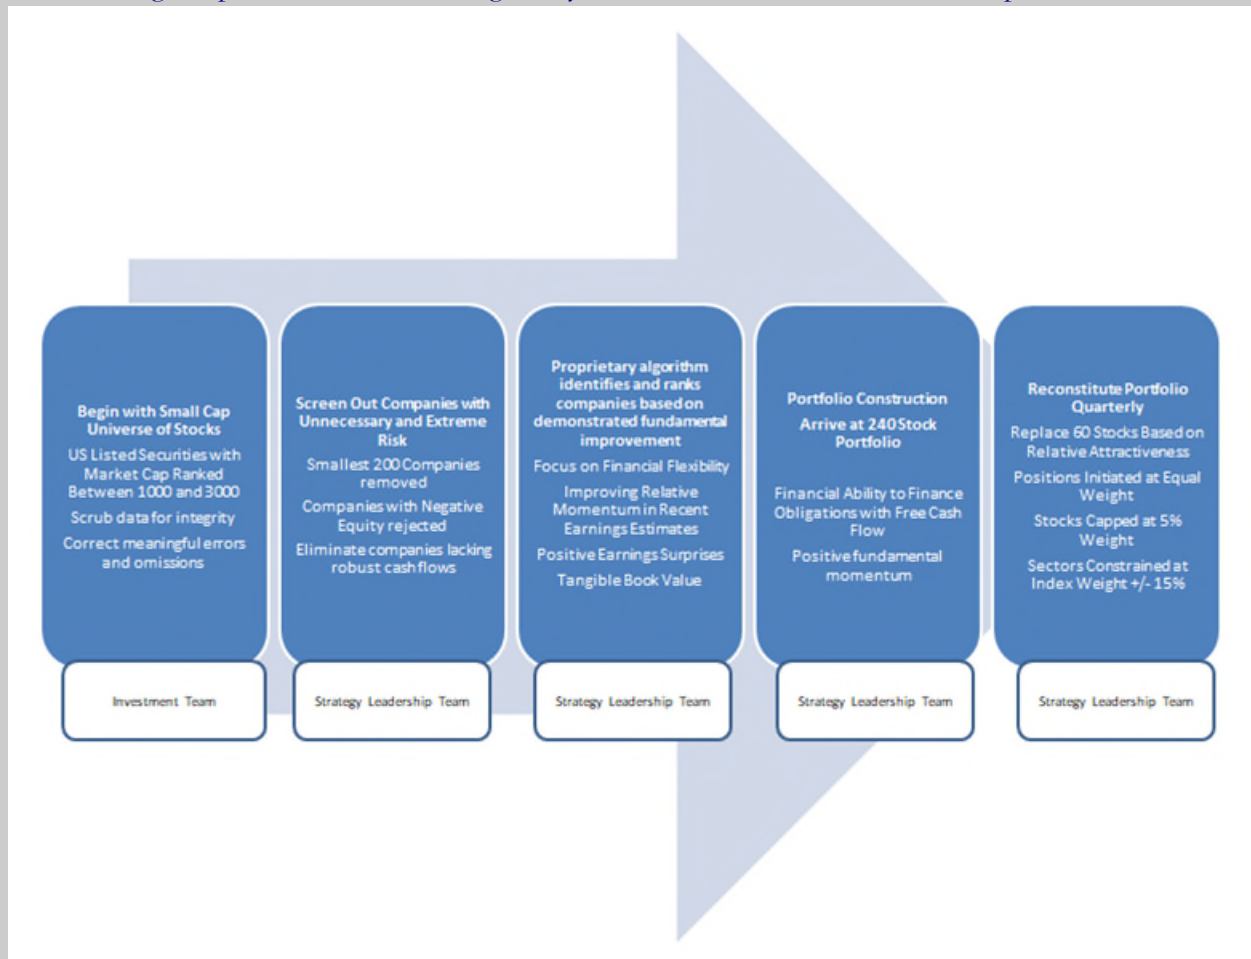 Begin with Small Cap
Universe of Stocks
US Listed Securities with
Market Cap Ranked
Between 1000 and 3000
Scrub data for integrity
Correct meaningful errors
and omissions
Investment Team
Screen Out Companies with
Unnecessary and Extreme
Risk
Smallest 200 Companies
removed
Companies with Negative
Equity rejected
Eliminate companies lacking
robust cash flows
Strategy Leadership Team
Proprietary algorithm
identifies and ranks
companies based on
demonstrated fundamental
improvement
Focus on Financial Flexibility
Improving Relative
Momentum in Recent
Earnings Estimates
Positive Earnings Surprises
Tangible Book Value
Strategy Leadership Team
Portfolio Construction
Arrive at 240 Stock
Portfolio
Financial Ability to Finance
Obligations with Free Cash
Flow
Positive fundamental
momentum
Strategy Leadership Team
Reconstitute Portfolio
Quarterly
Replace 60 Stocks Based on
Relative Attractiveness
Positions Initiated at Equal
Weight
Stocks Capped at 5%
Weight
Sectors Constrained at
Index Weight +/- 15%
Strategy Leadership Team